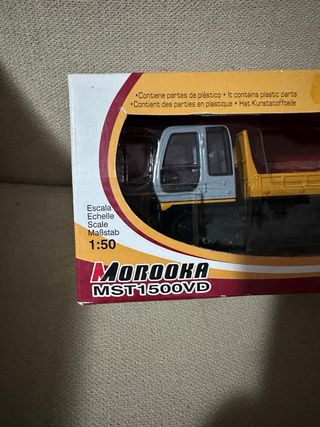 •Contiene partes de plástico • It contains plastic parts
•Contient des parties en plastique • Hat Kunststoffteile
Escala
Echelle
Scale
Maßstab
1:50
MOROOKA
MST1500VD